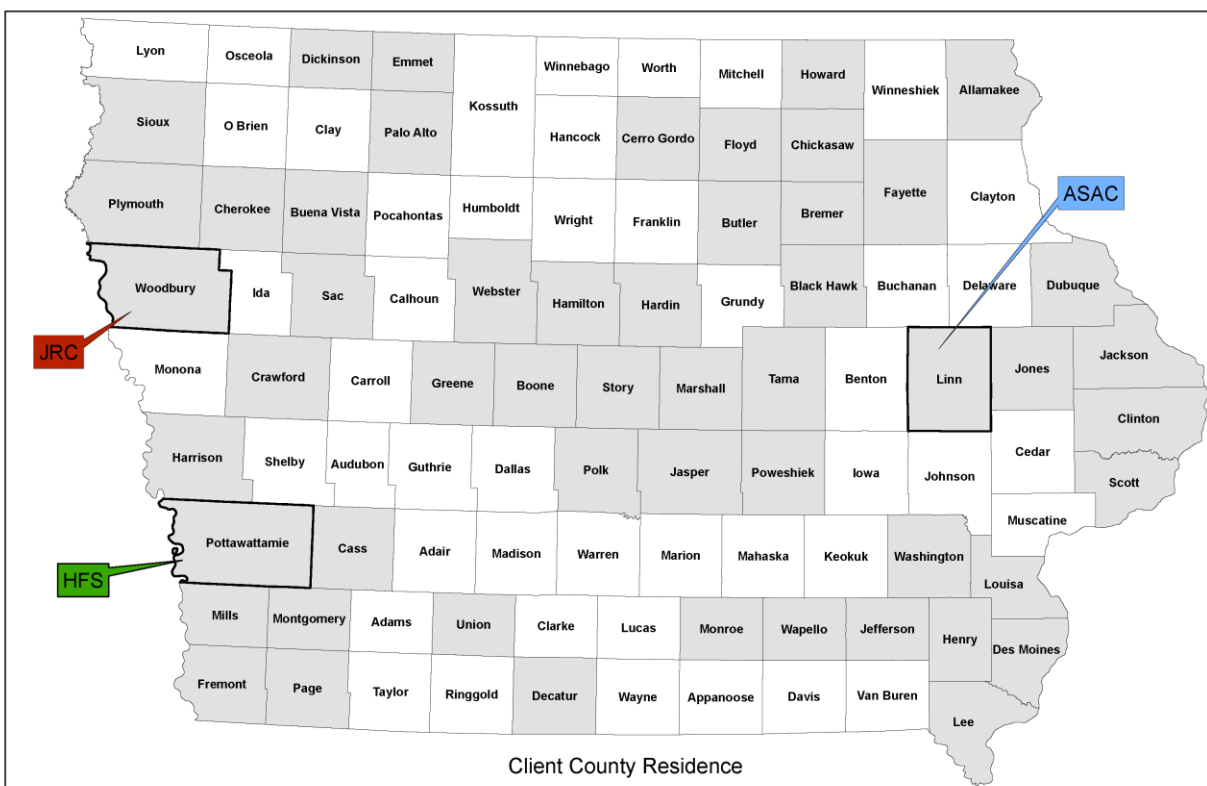 Lyon
Osceola
Dickinson
Emmet
Kossuth
Winnebago
Worth
Mitchell
Howard
Winneshiek
Allamakee
Sioux
O Brien
Clay
Palo Alto
Hancock
Cerro Gordo
Floyd
Chickasaw
Fayette
Clayton
ASAC
Plymouth
Cherokee
Buena Vista
Pocahontas
Humboldt
Wright
Franklin
Butler
Bremer
Woodbury
Ida
Sac
Calhoun
Webster
Hamilton
Hardin
Grundy
Black Hawk
Buchanan
Delaware
Dubuque
JRC
Monona
Crawford
Carroll
Greene
Boone
Story
Marshall
Tama
Benton
Linn
Jones
Jackson
Clinton
Harrison
Shelby
Audubon
Guthrie
Dallas
Polk
Jasper
Poweshiek
Iowa
Johnson
Cedar
Scott
Muscatine
HFS
Pottawattamie
Cass
Adair
Madison
Warren
Marion
Mahaska
Keokuk
Washington
Louisa
Mills
Montgomery
Adams
Union
Clarke
Lucas
Monroe
Wapello
Jefferson
Henry
Des Moines
Fremont
Page
Taylor
Ringgold
Decatur
Wayne
Appanoose
Davis
Van Buren
Lee
Client County Residence